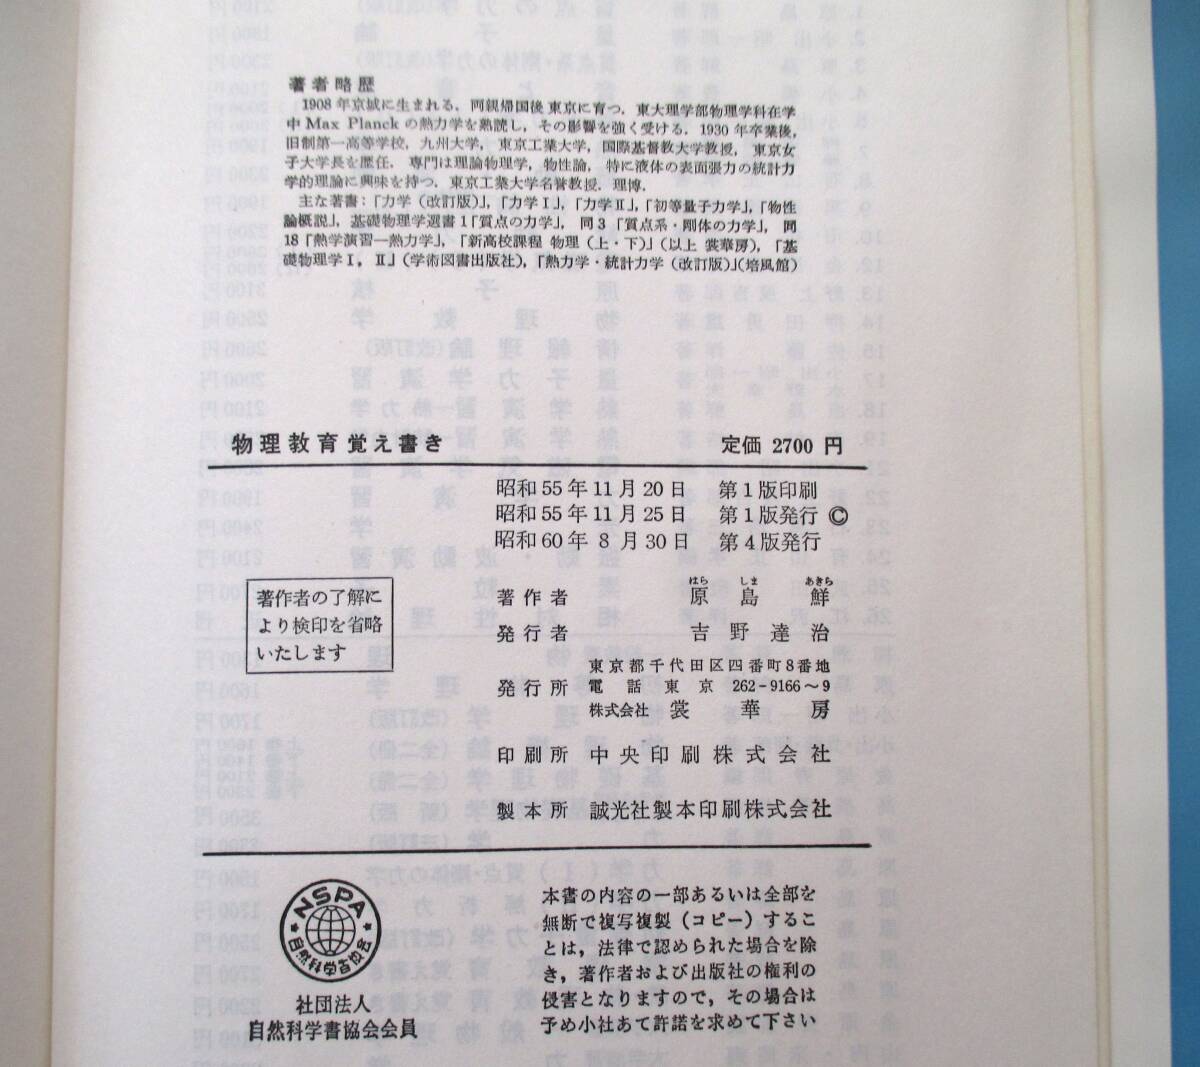 著者略歴
1908年京城に生まれる．両親帰国後東京に育つ．東大理学部物理学科在学
中 Max Planck の熱力学を熟読し，その影響を強く受ける．1930年卒業後，
旧制第一高等学校，九州大学，東京工業大学，国際基督教大学教授，東京女
子大学長を歴任．専門は理論物理学，物性論，特に液体の表面張力の統計力
学的理論に興味を持つ．東京工業大学名誉教授．理博．
主な著書：「力学（改訂版）」，「力学Ⅰ」，「力学Ⅱ」，「初等量子力学」，「物性
論概説」，基礎物理学選書1「質点の力学」，同3「質点系・剛体の力学」，同
18「熱学演習―熱力学」，「新高校課程 物理（上・下）」（以上 裳華房），「基
礎物理学Ⅰ，Ⅱ」（学術図書出版社），「熱力学・統計力学（改訂版）」（培風館）
物理教育覚え書き 定価 2700 円
昭和55年11月20日 第1版印刷
昭和55年11月25日 第1版発行 ©
昭和60年 8月30日 第4版発行
著作者の了解に
より検印を省略
いたします
はら しま あきら
著作者 原島 鮮
発行者 吉野達治
東京都千代田区四番町8番地
発行所 電話 東京 262-9166～9
株式会社 裳華房
印刷所 中央印刷株式会社
製本所 誠光社製本印刷株式会社
NSPA
自然科学書協会
社団法人
自然科学書協会会員
本書の内容の一部あるいは全部を
無断で複写複製（コピー）するこ
とは，法律で認められた場合を除
き，著作者および出版社の権利の
侵害となりますので，その場合は
予め小社あて許諾を求めて下さい